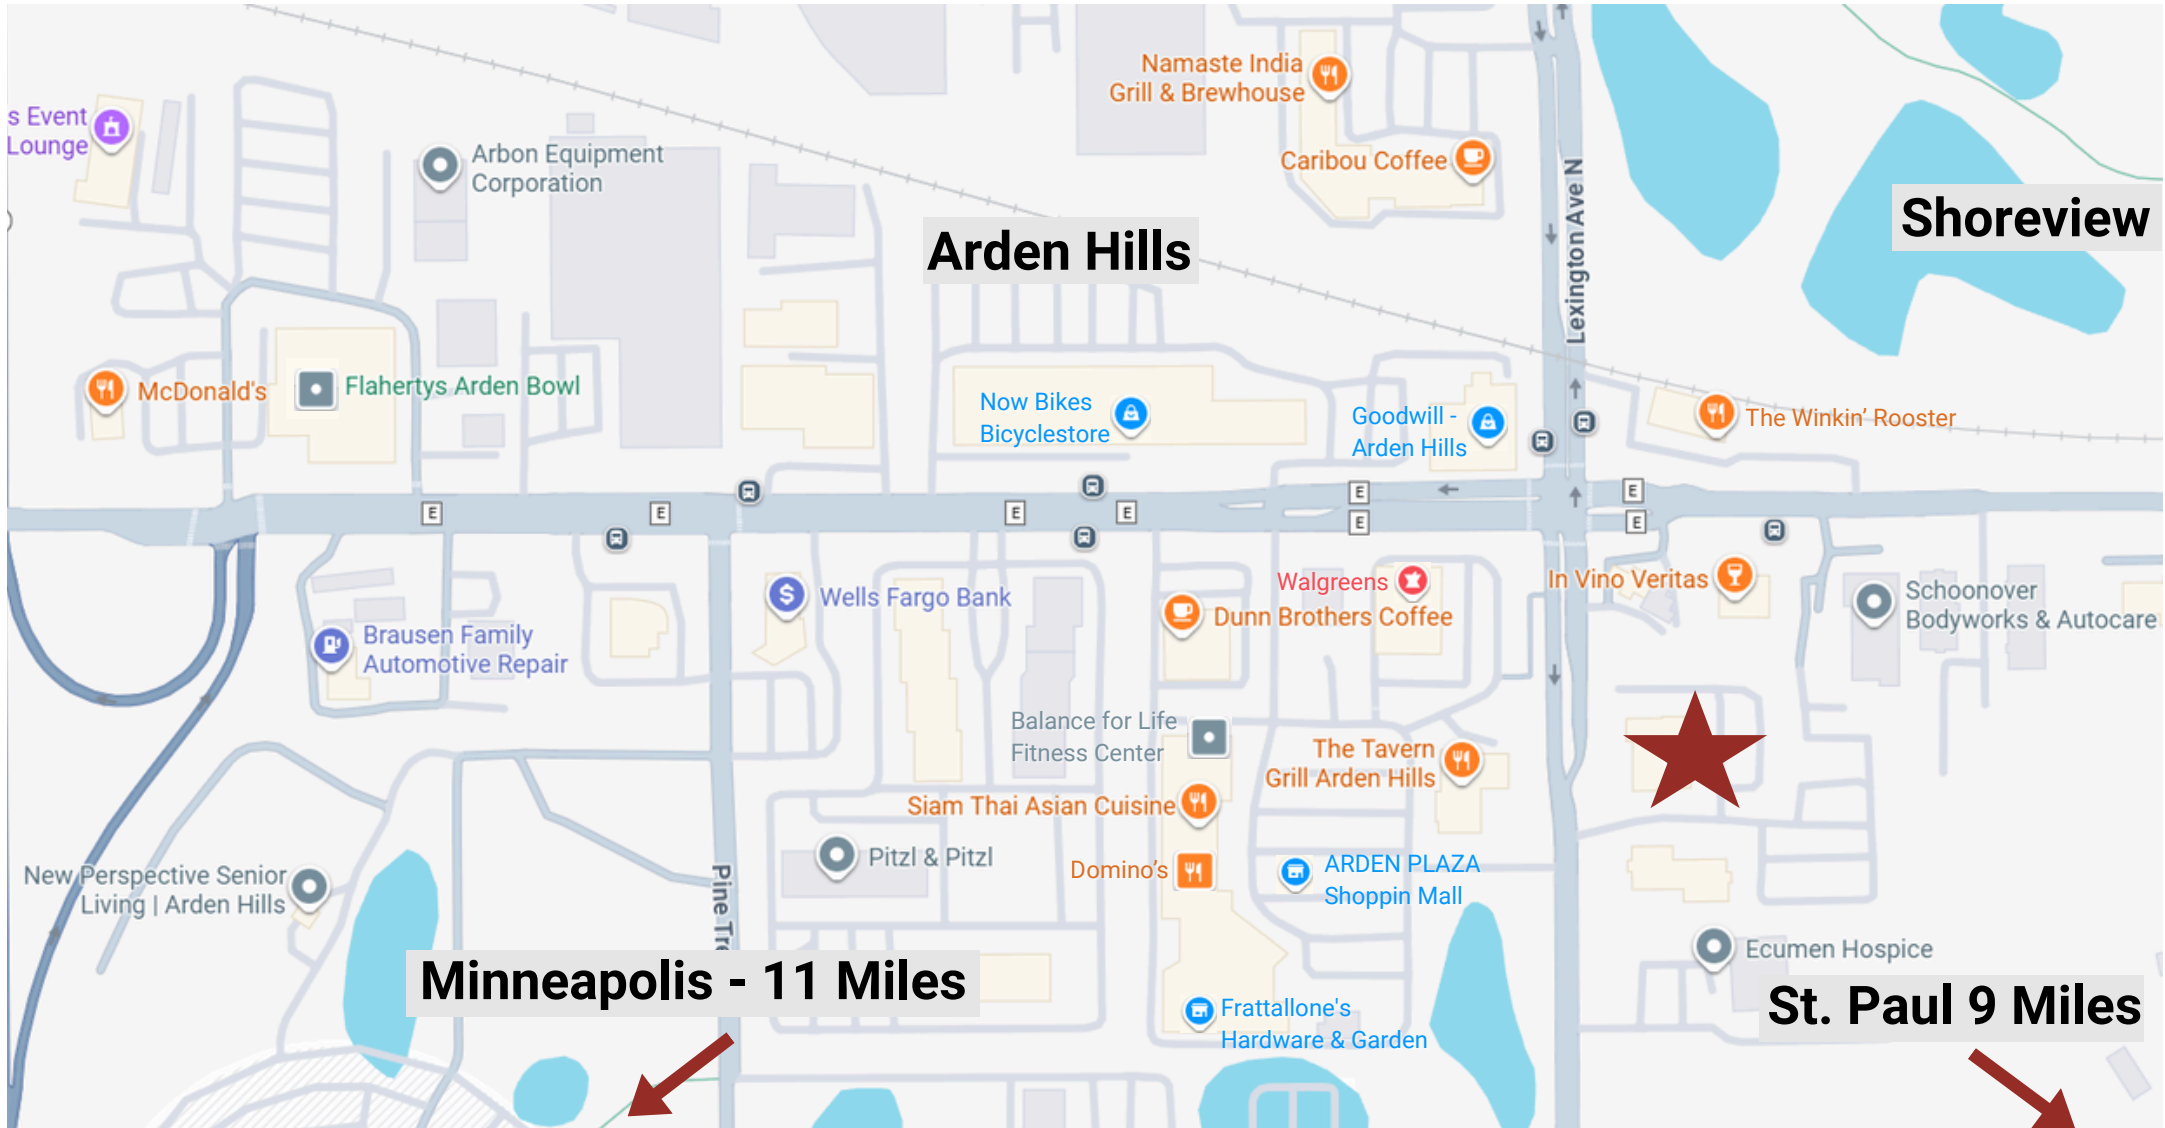 Namaste India
Grill & Brewhouse
s Event
Lounge
Arbon Equipment
Corporation
Caribou Coffee
Lexington Ave N
Shoreview
Arden Hills
McDonald's
Flahertys Arden Bowl
Now Bikes
Bicyclestore
Goodwill -
Arden Hills
The Winkin' Rooster
E
E
E
E
E
E
E
E
Wells Fargo Bank
Walgreens
Dunn Brothers Coffee
In Vino Veritas
Schoonover
Bodyworks & Autocare
Brausen Family
Automotive Repair
Balance for Life
Fitness Center
The Tavern
Grill Arden Hills
Siam Thai Asian Cuisine
Pitzl & Pitzl
Domino's
ARDEN PLAZA
Shoppin Mall
New Perspective Senior
Living | Arden Hills
Pine Tre
Ecumen Hospice
Minneapolis - 11 Miles
St. Paul 9 Miles
Frattallone's
Hardware & Garden